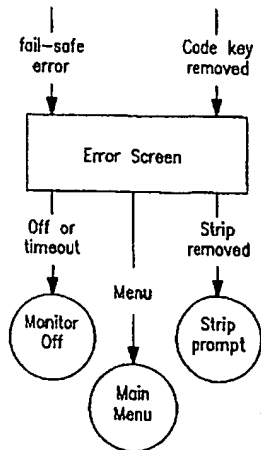 fail-safe
error
Code key
removed
Error Screen
Off or
timeout
Menu
Strip
removed
Monitor
Off
Main
Menu
Strip
prompt